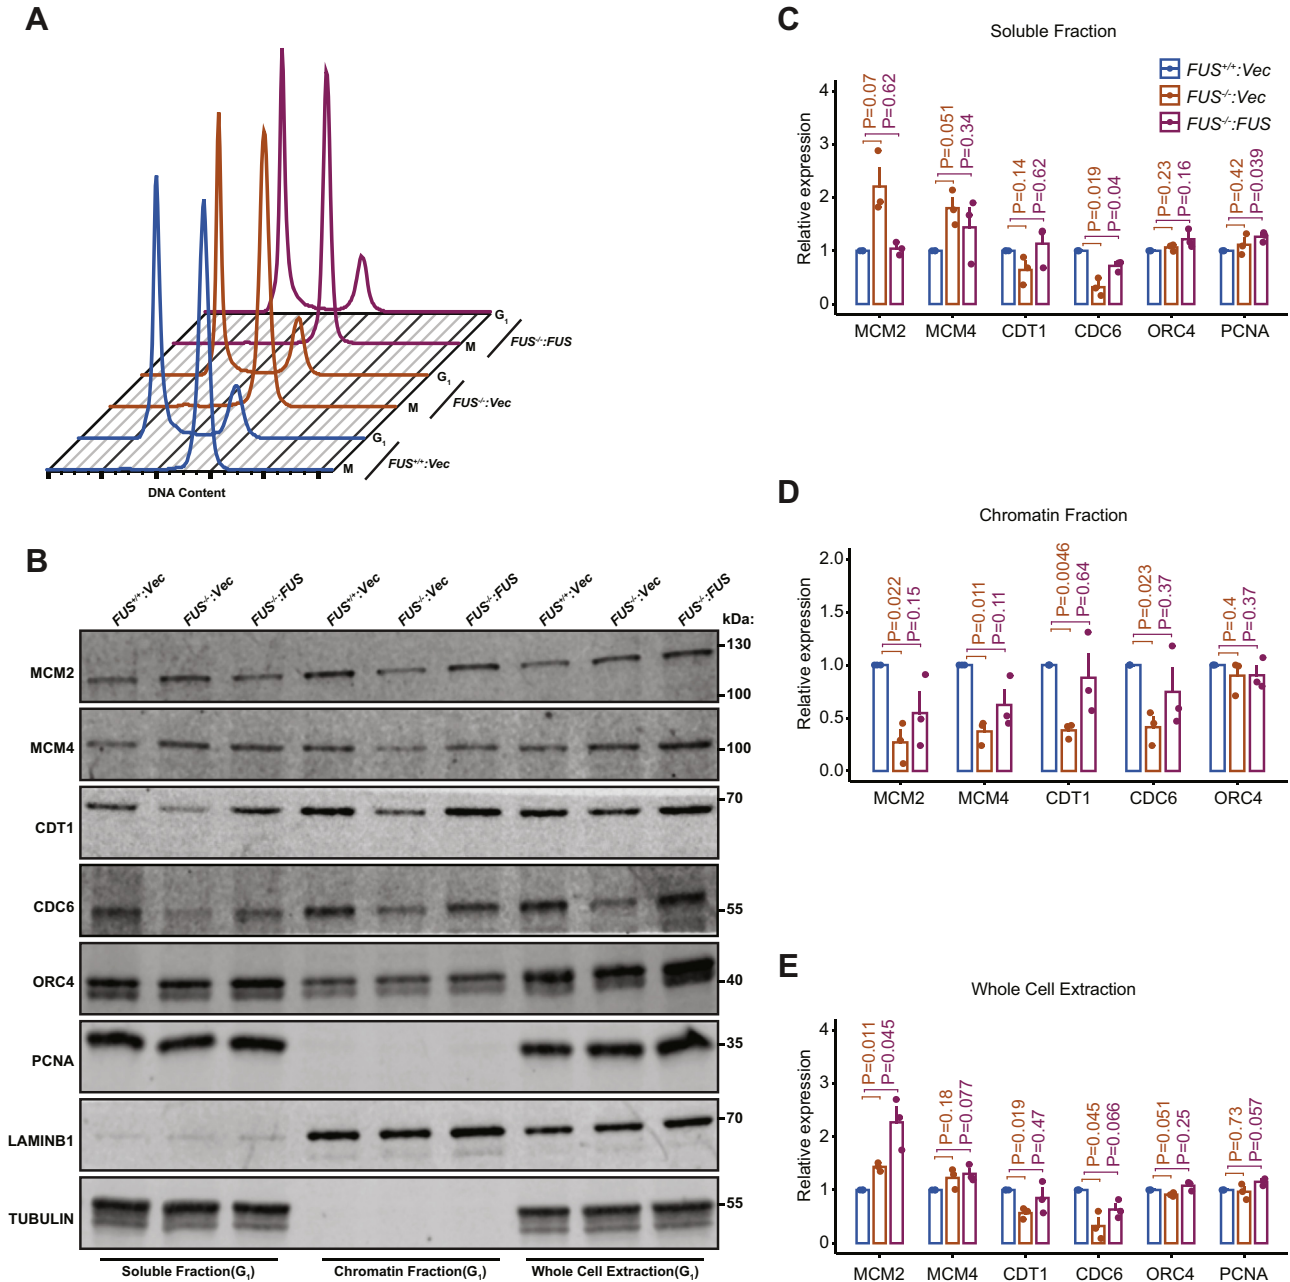 A
G1
M
FUS-/-:FUS
G1
M
FUS-/-:Vec
G1
M
FUS+/+:Vec
DNA Content
B
FUS+/+:Vec
FUS-/-:Vec
FUS-/-:FUS
FUS+/+:Vec
FUS-/-:Vec
FUS-/-:FUS
FUS+/+:Vec
FUS-/-:Vec
FUS-/-:FUS
kDa:
MCM2
130
100
MCM4
100
CDT1
70
CDC6
55
ORC4
40
PCNA
35
LAMINB1
70
TUBULIN
55
Soluble Fraction(G1)
Chromatin Fraction(G1)
Whole Cell Extraction(G1)
C
Soluble Fraction
FUS+/+:Vec
FUS-/-:Vec
FUS-/-:FUS
Relative expression
4
3
2
1
0
P=0.07
P=0.62
P=0.051
P=0.34
P=0.14
P=0.62
P=0.019
P=0.04
P=0.23
P=0.16
P=0.42
P=0.039
MCM2 MCM4 CDT1 CDC6 ORC4 PCNA
D
Chromatin Fraction
Relative expression
2.0
1.5
1.0
0.5
0.0
P=0.022
P=0.15
P=0.011
P=0.11
P=0.0046
P=0.64
P=0.023
P=0.37
P=0.4
P=0.37
MCM2 MCM4 CDT1 CDC6 ORC4
E
Whole Cell Extraction
Relative expression
4
3
2
1
0
P=0.011
P=0.045
P=0.18
P=0.077
P=0.019
P=0.47
P=0.045
P=0.066
P=0.051
P=0.25
P=0.73
P=0.057
MCM2 MCM4 CDT1 CDC6 ORC4 PCNA